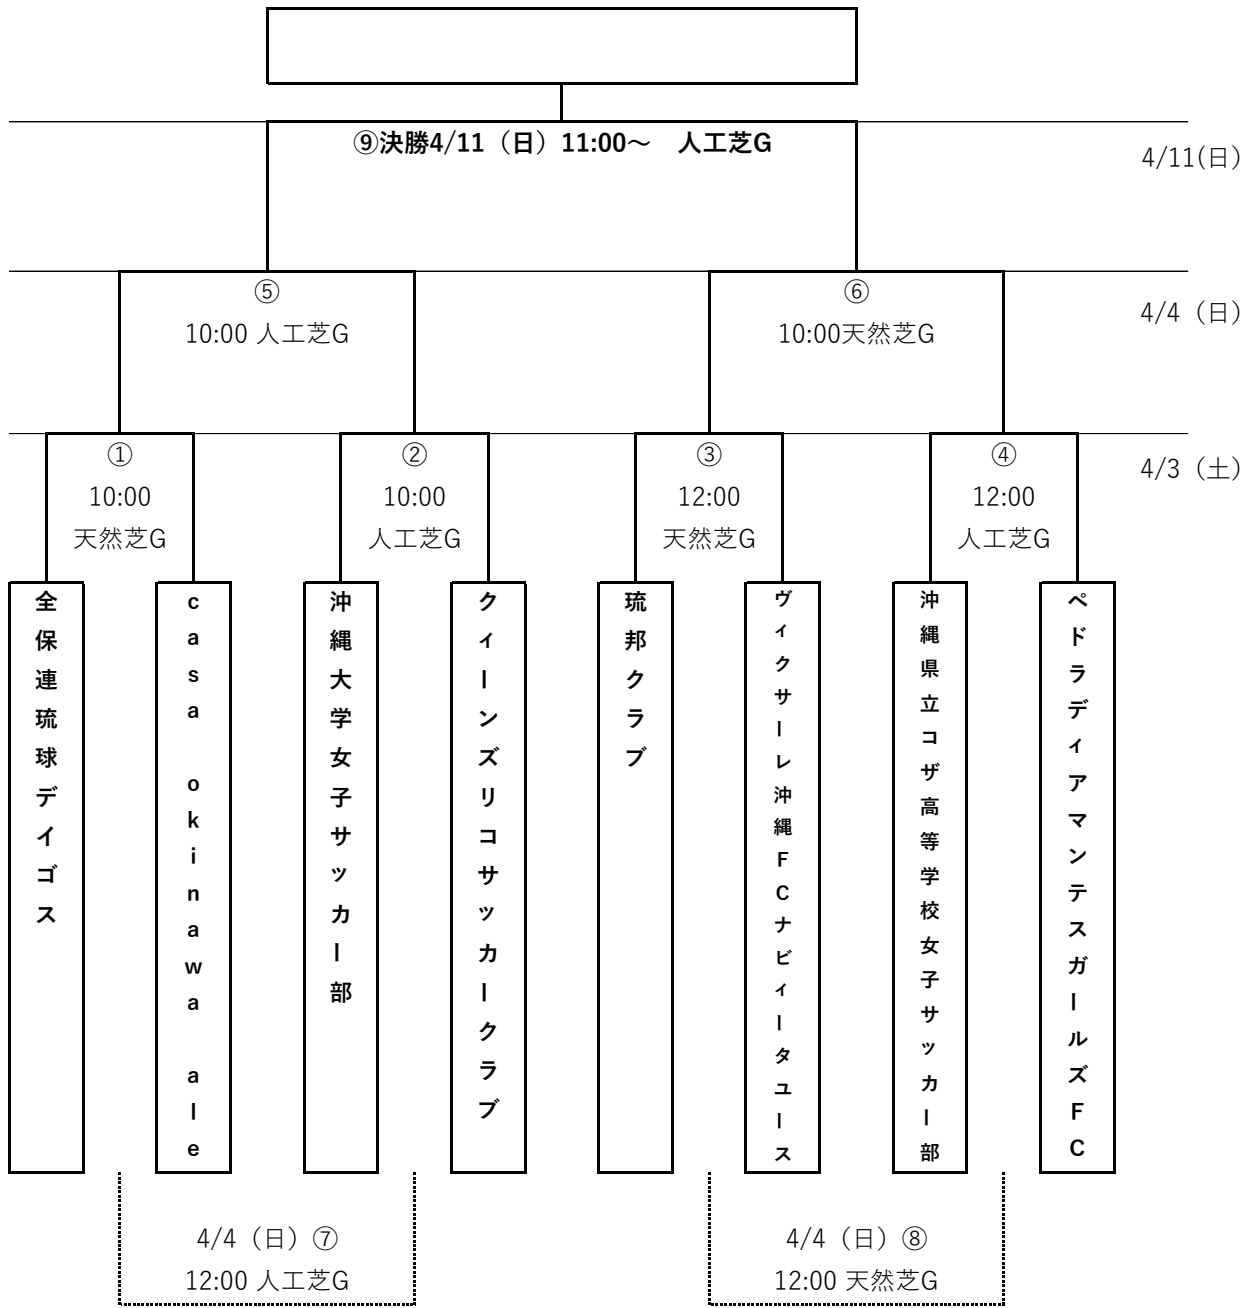 ⑨決勝4/11（日）11:00～　人工芝G
4/11(日)
⑤
10:00 人工芝G
⑥
10:00天然芝G
4/4（日）
①
10:00
天然芝G
②
10:00
人工芝G
③
12:00
天然芝G
④
12:00
人工芝G
4/3（土）
全保連琉球デイゴス
casa okinawa ale
沖縄大学女子サッカー部
クィーンズリコサッカークラブ
琉邦クラブ
ヴィクサーレ沖縄FCナビィータユース
沖縄県立コザ高等学校女子サッカー部
ペドラディアマンテスガールズFC
4/4（日）⑦
12:00 人工芝G
4/4（日）⑧
12:00 天然芝G